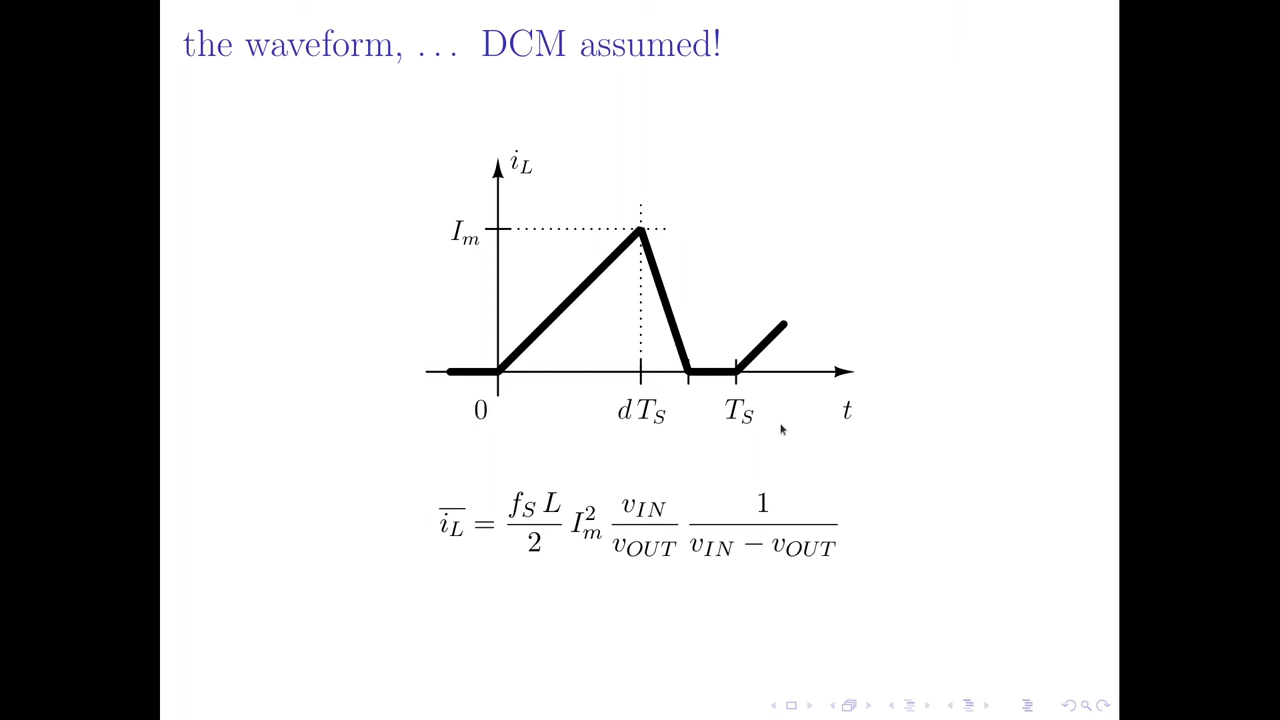 the waveform, ... DCM assumed!
i_L
I_m
0 d T_S T_S t
\overline{i_L} = \frac{f_S L}{2} I_m^2 \frac{v_{IN}}{v_{OUT}} \frac{1}{v_{IN} - v_{OUT}}